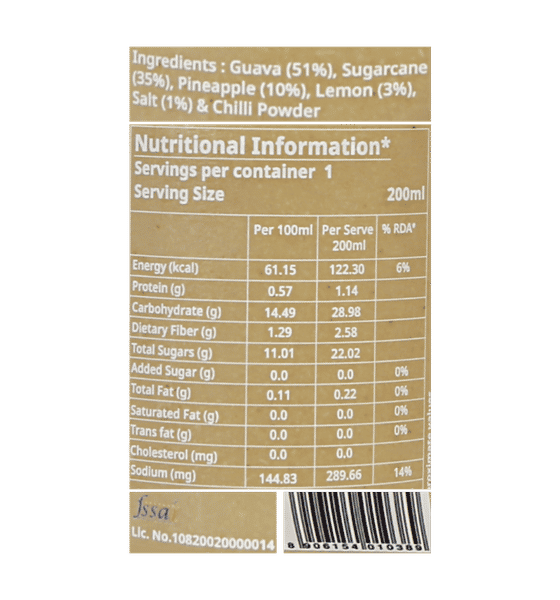 Ingredients : Guava (51%), Sugarcane
(35%), Pineapple (10%), Lemon (3%),
Salt (1%) & Chilli Powder
Nutritional Information*
Servings per container 1
Serving Size 200ml
Per 100ml Per Serve 200ml % RDA#
Energy (kcal) 61.15 122.30 6%
Protein (g) 0.57 1.14
Carbohydrate (g) 14.49 28.98
Dietary Fiber (g) 1.29 2.58
Total Sugars (g) 11.01 22.02
Added Sugar (g) 0.0 0.0 0%
Total Fat (g) 0.11 0.22 0%
Saturated Fat (g) 0.0 0.0 0%
Trans fat (g) 0.0 0.0 0%
Cholesterol (mg) 0.0 0.0
Sodium (mg) 144.83 289.66 14%
fssa
Lic. No.10820020000014
8 906154 010389